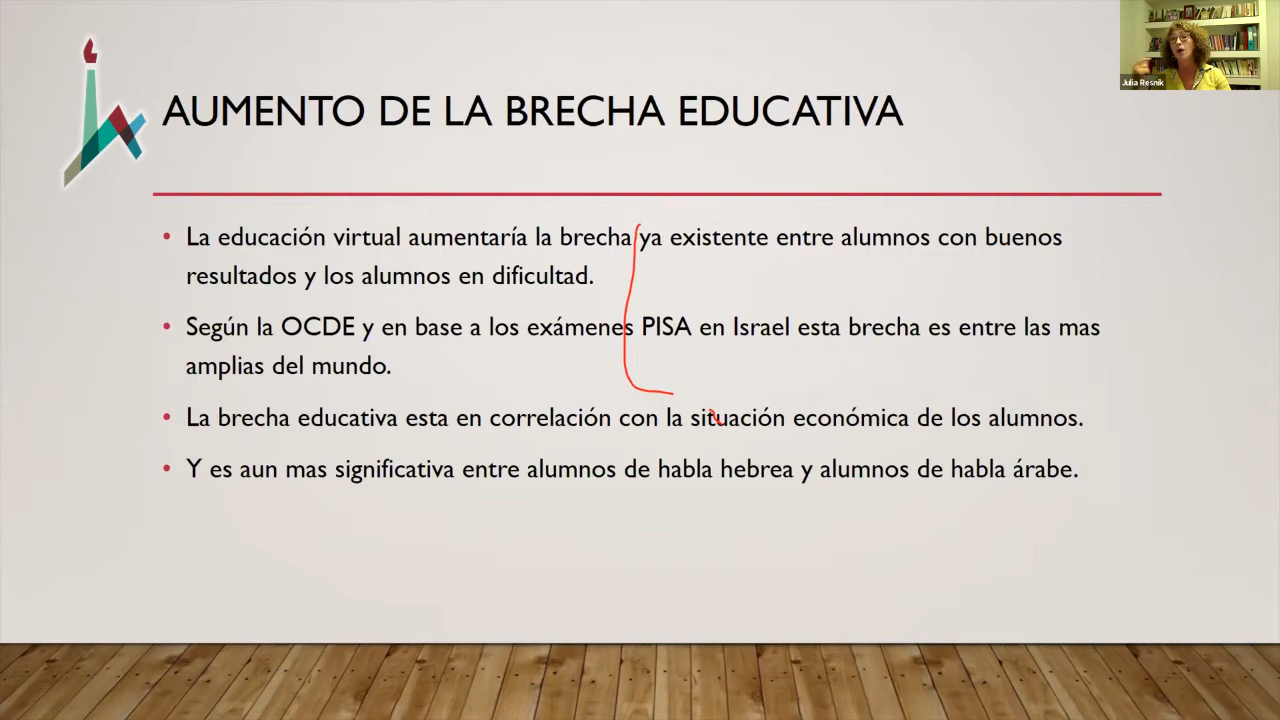 Julia Resnik
AUMENTO DE LA BRECHA EDUCATIVA
• La educación virtual aumentaría la brecha ya existente entre alumnos con buenos
resultados y los alumnos en dificultad.
• Según la OCDE y en base a los exámenes PISA en Israel esta brecha es entre las mas
amplias del mundo.
• La brecha educativa esta en correlación con la situación económica de los alumnos.
• Y es aun mas significativa entre alumnos de habla hebrea y alumnos de habla árabe.